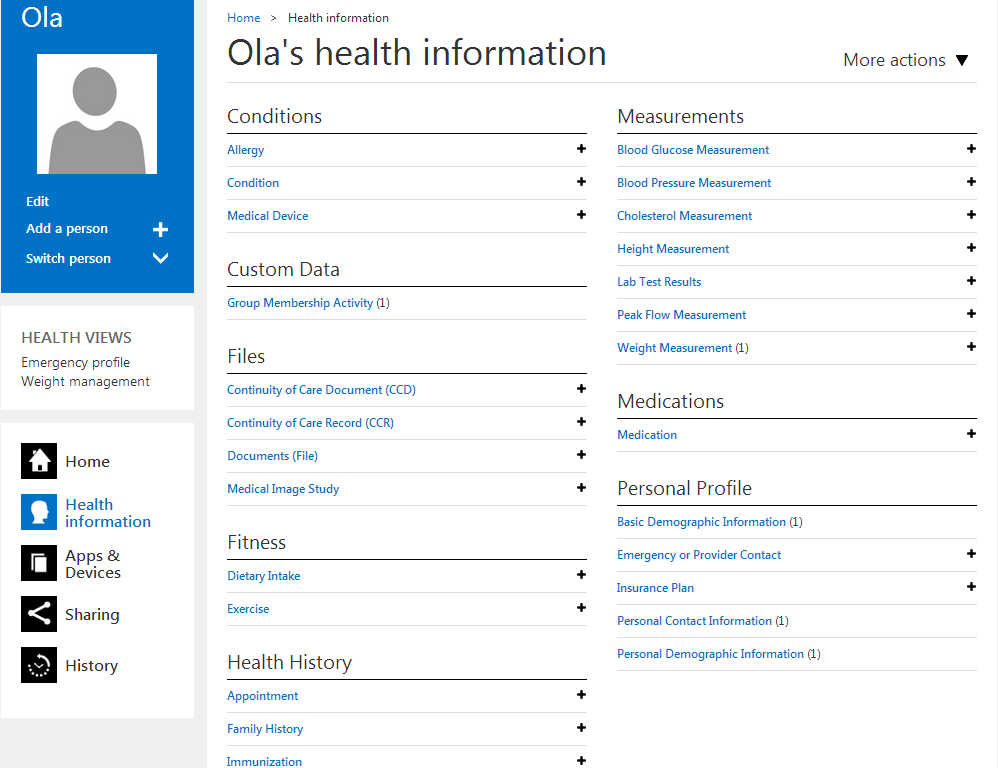 Ola
Edit
Add a person
Switch person
HEALTH VIEWS
Emergency profile
Weight management
Home
Health
information
Apps &
Devices
Sharing
History
Home > Health information
Ola's health information
More actions ▼
Conditions
Allergy
Condition
Medical Device
Custom Data
Group Membership Activity (1)
Files
Continuity of Care Document (CCD)
Continuity of Care Record (CCR)
Documents (File)
Medical Image Study
Fitness
Dietary Intake
Exercise
Health History
Appointment
Family History
Immunization
Measurements
Blood Glucose Measurement
Blood Pressure Measurement
Cholesterol Measurement
Height Measurement
Lab Test Results
Peak Flow Measurement
Weight Measurement (1)
Medications
Medication
Personal Profile
Basic Demographic Information (1)
Emergency or Provider Contact
Insurance Plan
Personal Contact Information (1)
Personal Demographic Information (1)